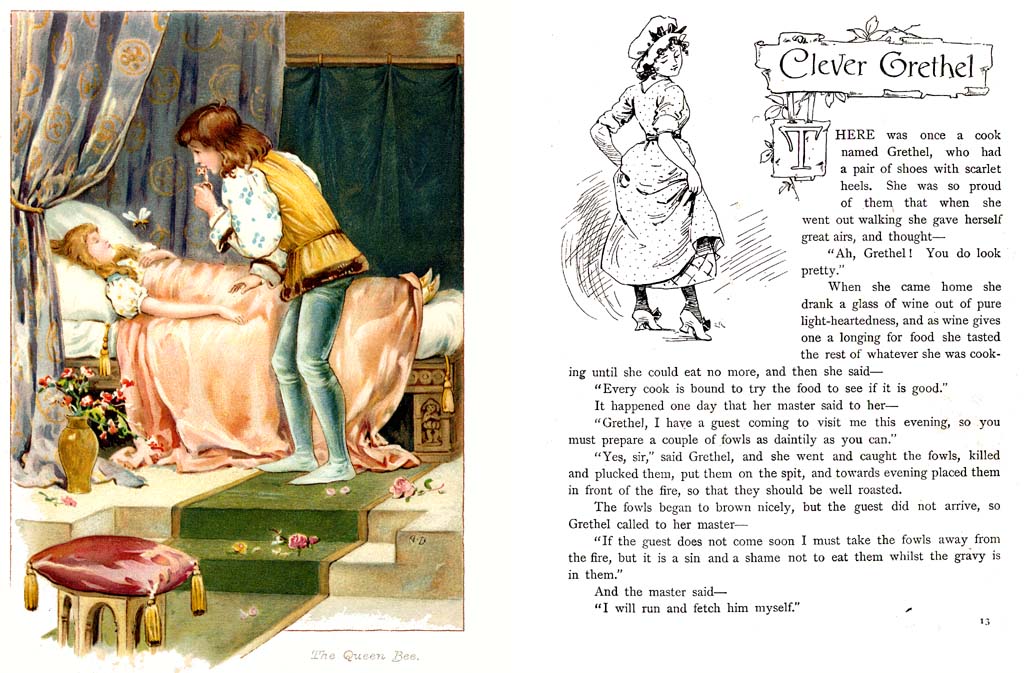 A·D
The Queen Bee.
Clever Grethel
THERE was once a cook
named Grethel, who had
a pair of shoes with scarlet
heels. She was so proud
of them that when she
went out walking she gave herself
great airs, and thought—
"Ah, Grethel! You do look
pretty."
When she came home she
drank a glass of wine out of pure
light-heartedness, and as wine gives
one a longing for food she tasted
the rest of whatever she was cook-
ing until she could eat no more, and then she said—
"Every cook is bound to try the food to see if it is good."
It happened one day that her master said to her—
"Grethel, I have a guest coming to visit me this evening, so you
must prepare a couple of fowls as daintily as you can."
"Yes, sir," said Grethel, and she went and caught the fowls, killed
and plucked them, put them on the spit, and towards evening placed them
in front of the fire, so that they should be well roasted.
The fowls began to brown nicely, but the guest did not arrive, so
Grethel called to her master—
"If the guest does not come soon I must take the fowls away from
the fire, but it is a sin and a shame not to eat them whilst the gravy is
in them."
And the master said—
"I will run and fetch him myself."
13